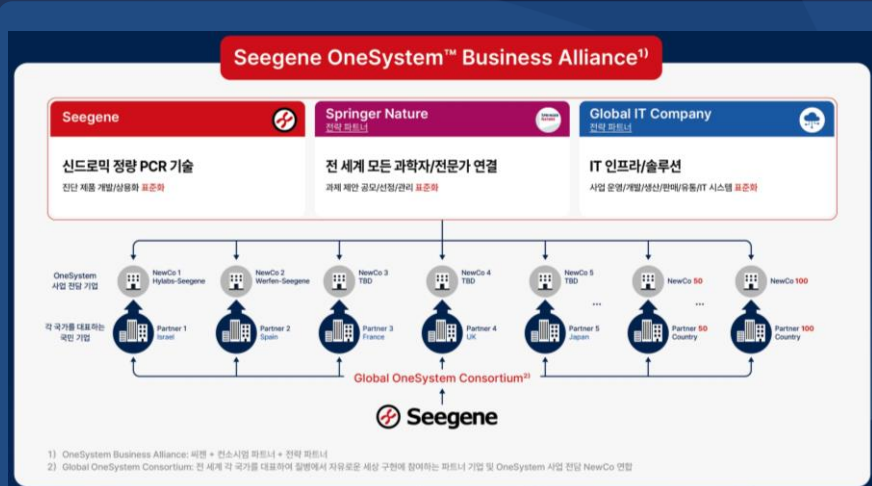 Seegene OneSystem™ Business Alliance¹⁾
Seegene
신드로믹 정량 PCR 기술
진단 제품 개발/상용화 표준화
Springer Nature
전략 파트너
SPRINGER NATURE
전 세계 모든 과학자/전문가 연결
과제 제안 공모/선정/관리 표준화
Global IT Company
전략 파트너
IT 인프라/솔루션
사업 운영/개발/생산/판매/유통/IT 시스템 표준화
OneSystem
사업 전담 기업
NewCo 1
Hylabs-Seegene
NewCo 2
Werfen-Seegene
NewCo 3
TBD
NewCo 4
TBD
NewCo 5
TBD
...
NewCo 50
NewCo 100
각 국가를 대표하는
국민 기업
Partner 1
Israel
Partner 2
Spain
Partner 3
France
Partner 4
UK
Partner 5
Japan
...
Partner 50
Country
Partner 100
Country
Global OneSystem Consortium²⁾
Seegene
1) OneSystem Business Alliance: 씨젠 + 컨소시엄 파트너 + 전략 파트너
2) Global OneSystem Consortium: 전 세계 각 국가를 대표하여 질병에서 자유로운 세상 구현에 참여하는 파트너 기업 및 OneSystem 사업 전담 NewCo 연합